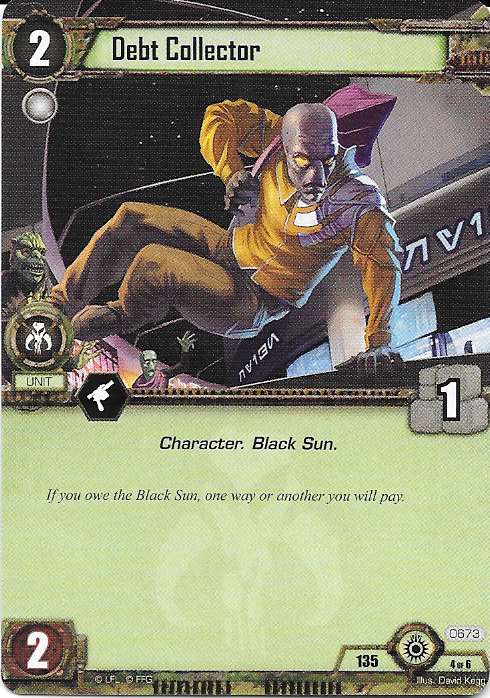 2
Debt Collector
UNIT
1
Character. Black Sun.
If you owe the Black Sun, one way or another you will pay.
2
0673
135
4 OF 6
© LFL © FFG
Illus. David Kegg